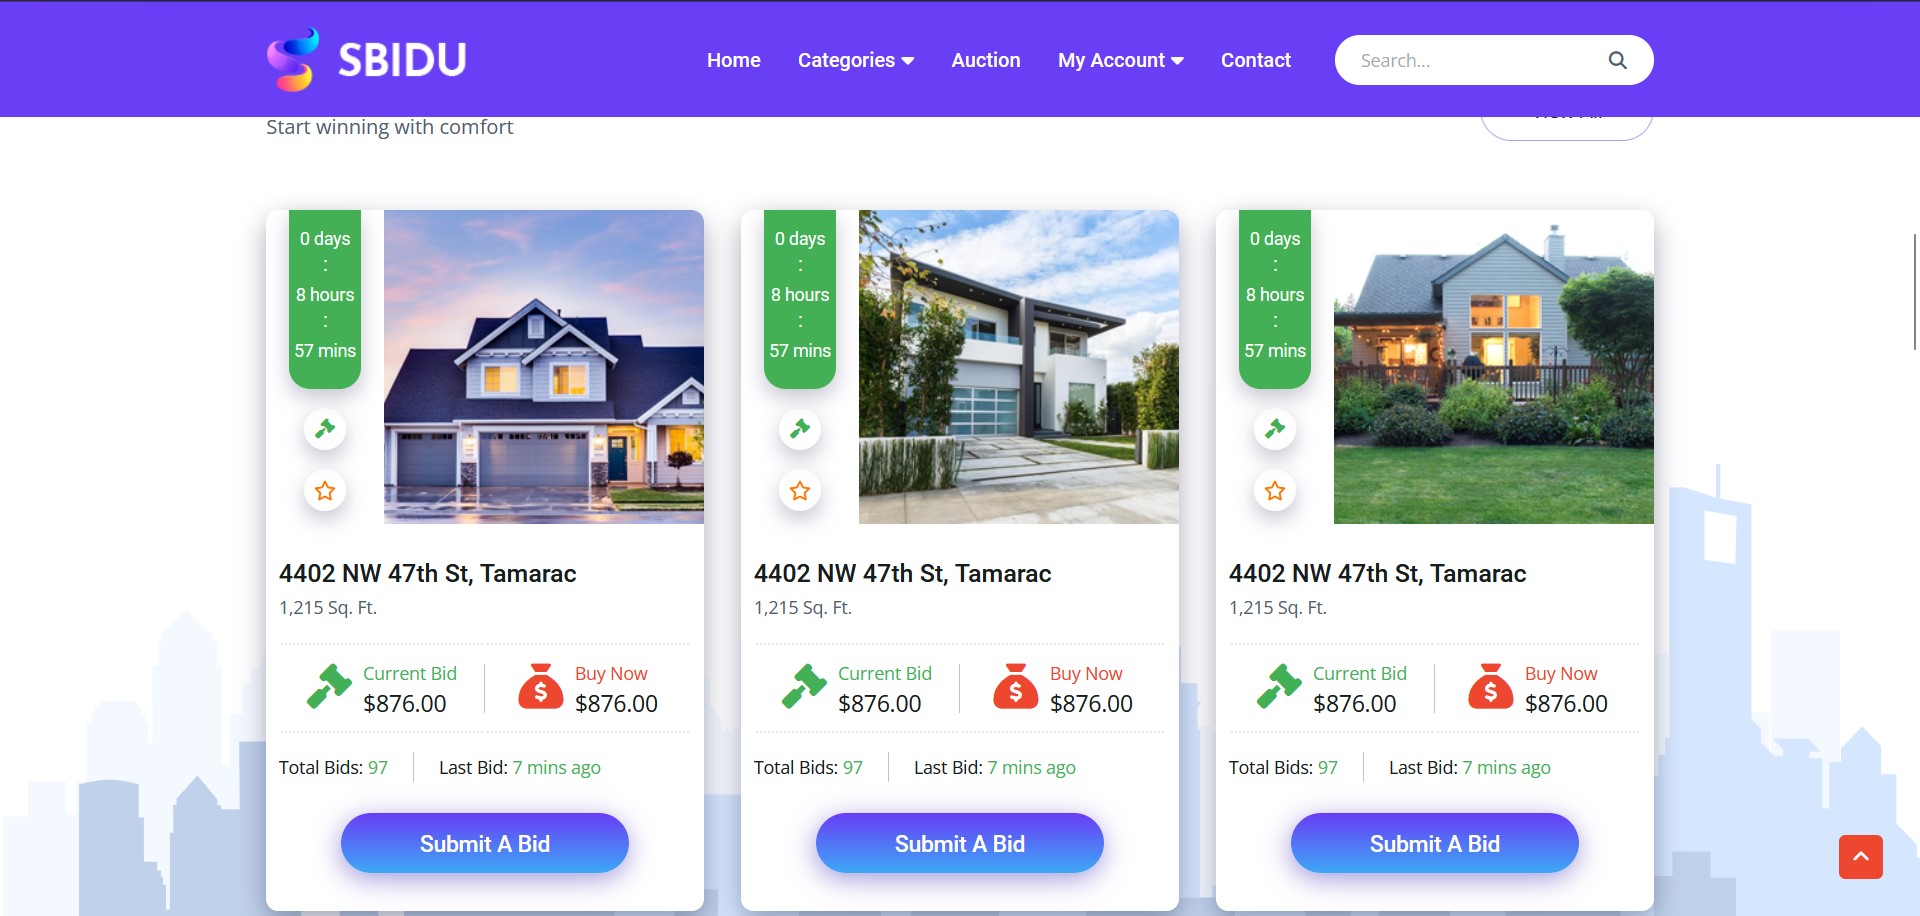 SBIDU
Home Categories Auction My Account Contact Search...
Start winning with comfort
0 days
:
8 hours
:
57 mins
4402 NW 47th St, Tamarac
1,215 Sq. Ft.
Current Bid
$876.00
Buy Now
$876.00
Total Bids: 97
Last Bid: 7 mins ago
Submit A Bid
0 days
:
8 hours
:
57 mins
4402 NW 47th St, Tamarac
1,215 Sq. Ft.
Current Bid
$876.00
Buy Now
$876.00
Total Bids: 97
Last Bid: 7 mins ago
Submit A Bid
0 days
:
8 hours
:
57 mins
4402 NW 47th St, Tamarac
1,215 Sq. Ft.
Current Bid
$876.00
Buy Now
$876.00
Total Bids: 97
Last Bid: 7 mins ago
Submit A Bid